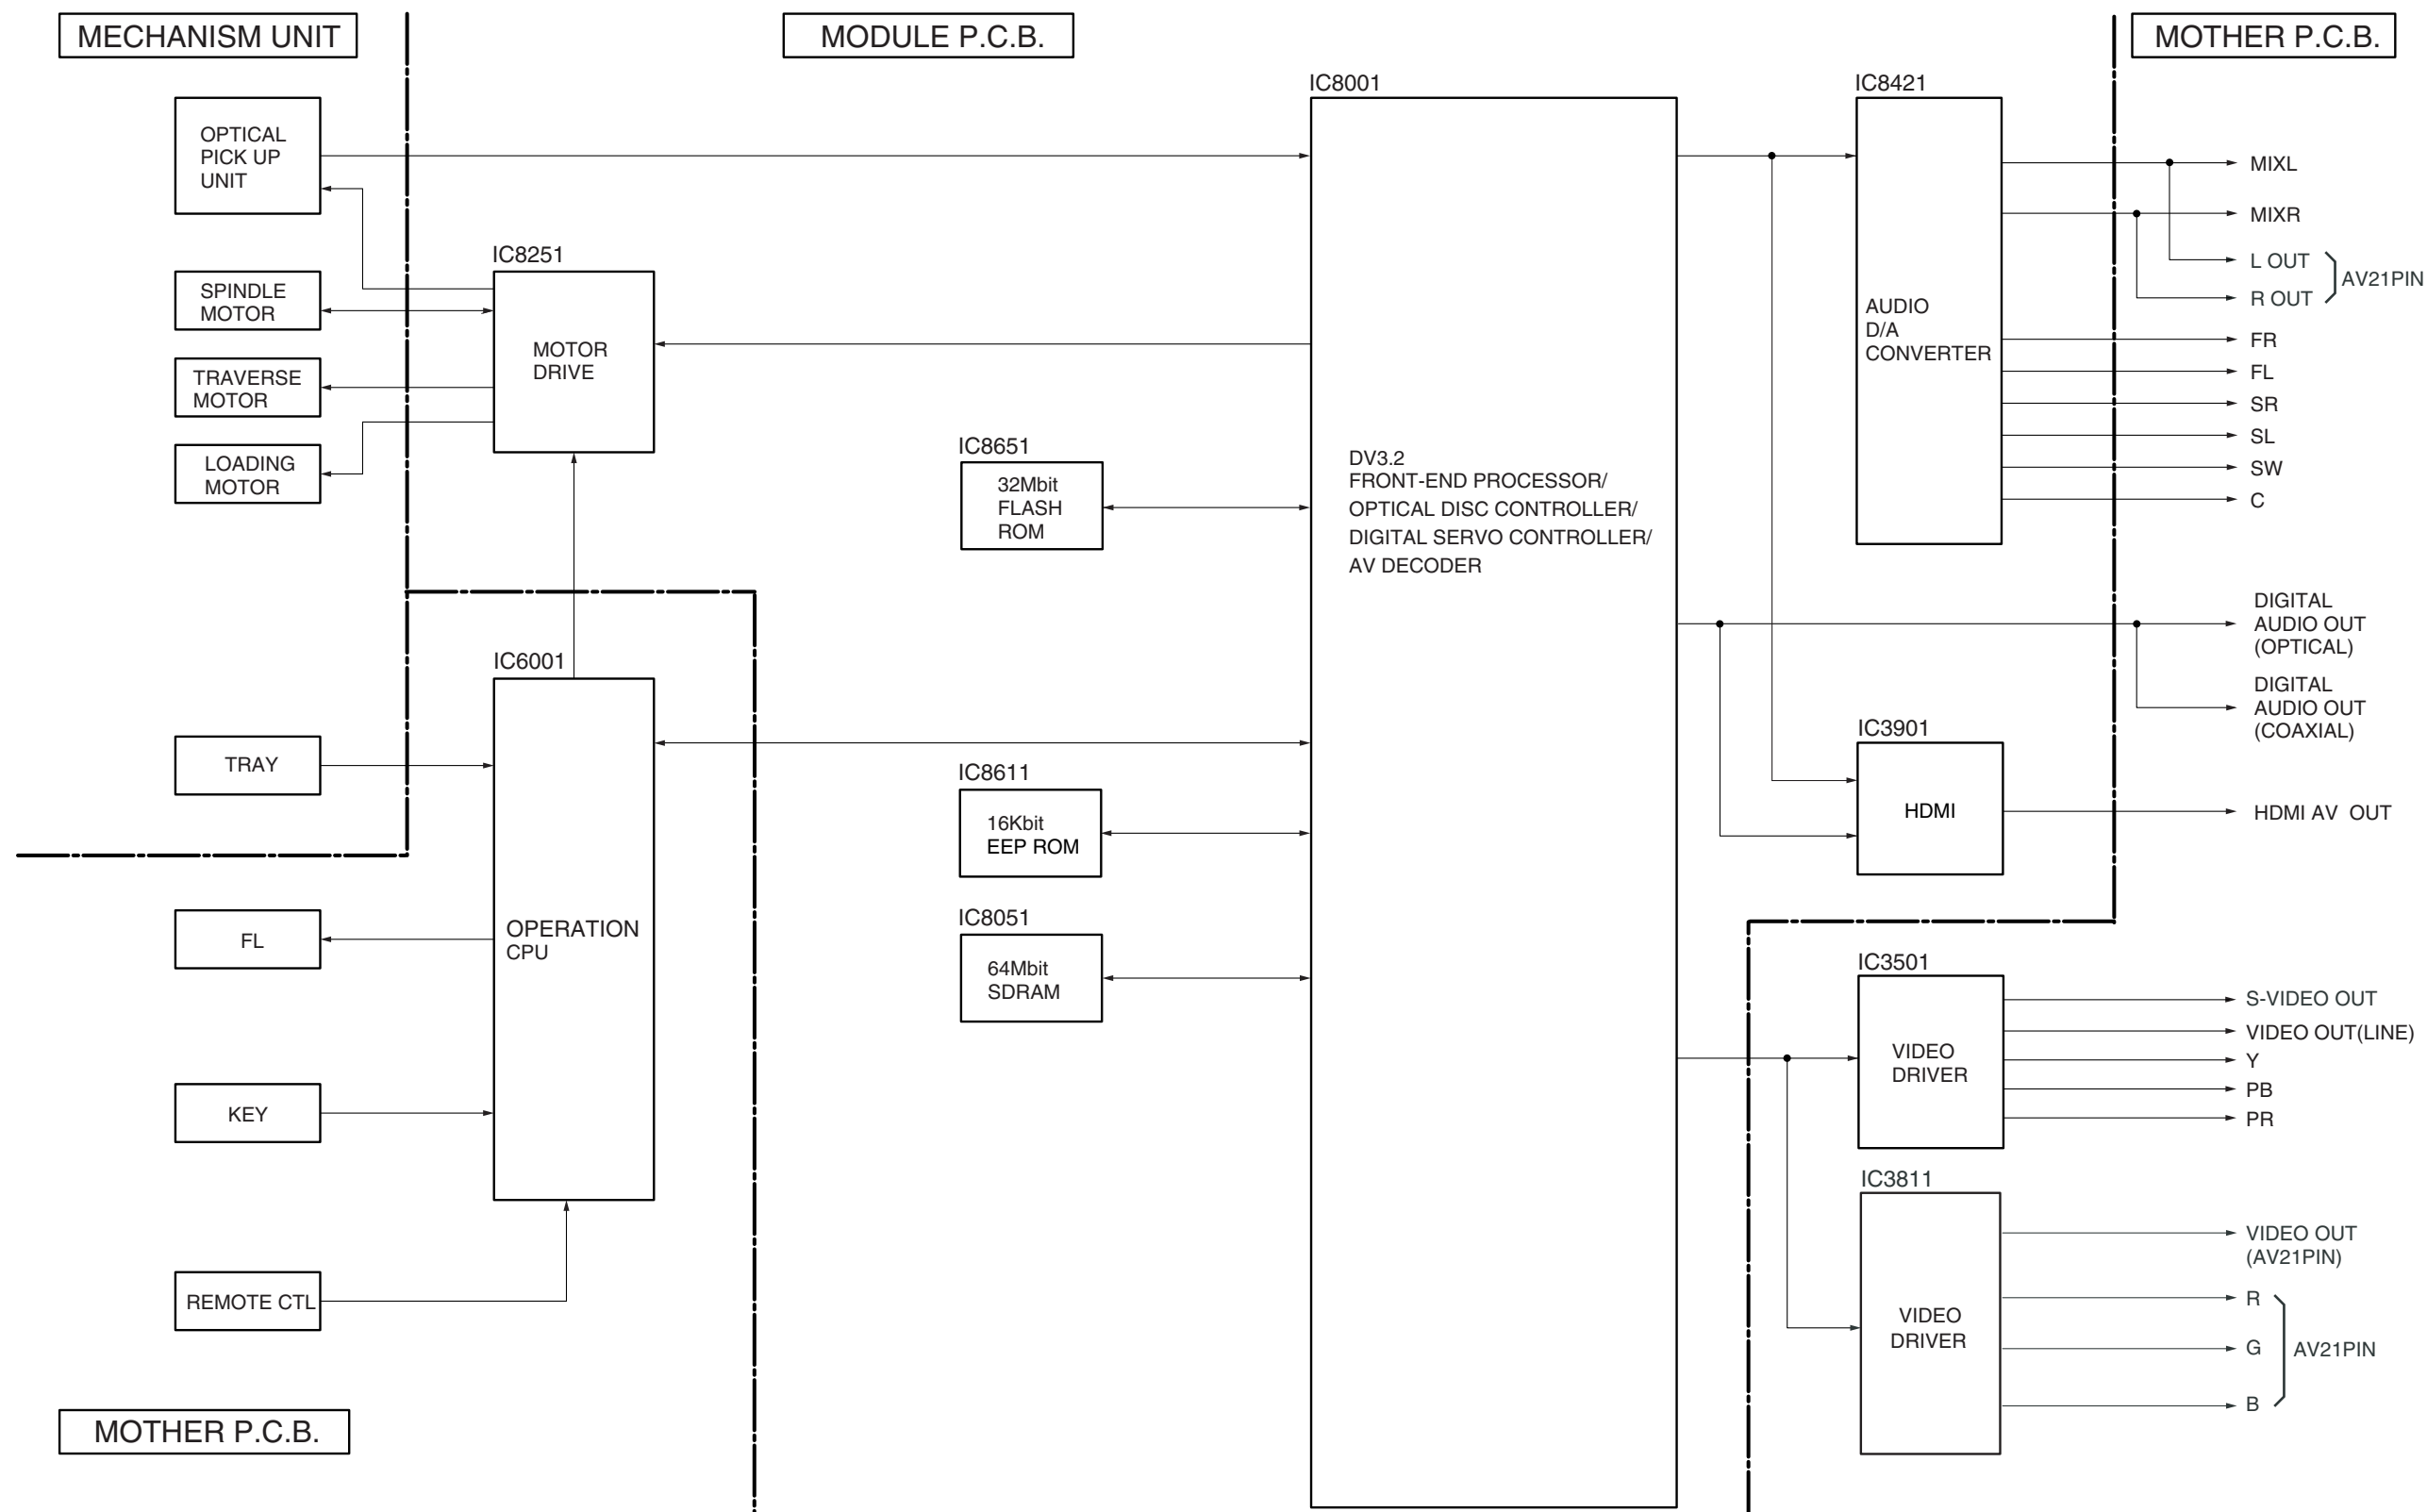 MECHANISM UNIT
MODULE P.C.B.
MOTHER P.C.B.
OPTICAL
PICK UP
UNIT
SPINDLE
MOTOR
TRAVERSE
MOTOR
LOADING
MOTOR
TRAY
FL
KEY
REMOTE CTL
MOTHER P.C.B.
IC8251
MOTOR
DRIVE
IC6001
OPERATION
CPU
IC8651
32Mbit
FLASH
ROM
IC8611
16Kbit
EEP ROM
IC8051
64Mbit
SDRAM
IC8001
DV3.2
FRONT-END PROCESSOR/
OPTICAL DISC CONTROLLER/
DIGITAL SERVO CONTROLLER/
AV DECODER
IC8421
AUDIO
D/A
CONVERTER
IC3901
HDMI
IC3501
VIDEO
DRIVER
IC3811
VIDEO
DRIVER
MIXL
MIXR
L OUT
R OUT
AV21PIN
FR
FL
SR
SL
SW
C
DIGITAL
AUDIO OUT
(OPTICAL)
DIGITAL
AUDIO OUT
(COAXIAL)
HDMI AV OUT
S-VIDEO OUT
VIDEO OUT(LINE)
Y
PB
PR
VIDEO OUT
(AV21PIN)
R
G
B
AV21PIN